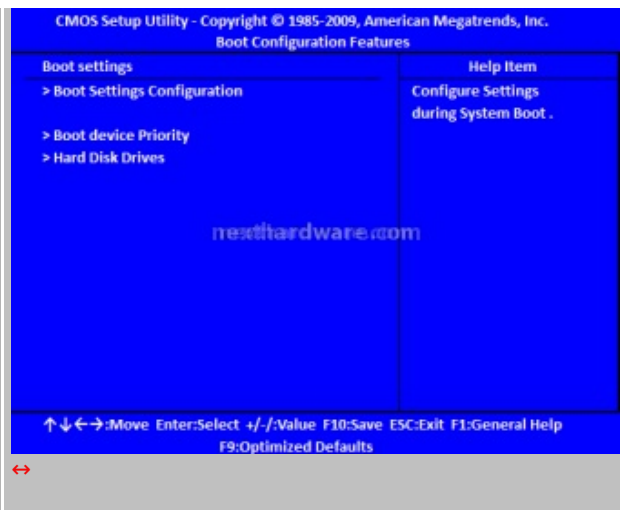 CMOS Setup Utility - Copyright © 1985-2009, American Megatrends, Inc.
Boot Configuration Features
Boot settings
Help Item
> Boot Settings Configuration
Configure Settings
during System Boot .
> Boot device Priority
> Hard Disk Drives
nexthardware.com
↑↓←→:Move Enter:Select +/-/:Value F10:Save ESC:Exit F1:General Help
F9:Optimized Defaults